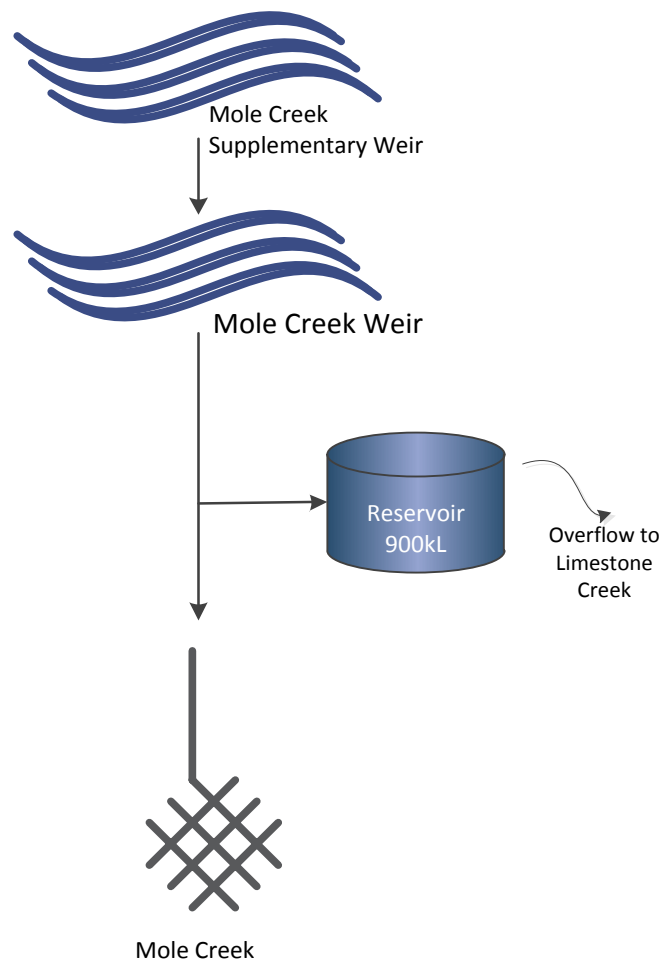 Mole Creek
Supplementary Weir
Mole Creek Weir
Reservoir
900kL
Overflow to
Limestone
Creek
Mole Creek